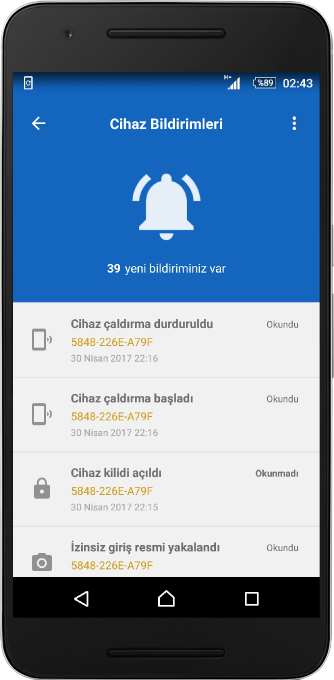 H+ %89 02:43
Cihaz Bildirimleri
39 yeni bildiriminiz var
Cihaz çaldırma durduruldu Okundu
5848-226E-A79F
30 Nisan 2017 22:16
Cihaz çaldırma başladı Okundu
5848-226E-A79F
30 Nisan 2017 22:16
Cihaz kilidi açıldı Okunmadı
5848-226E-A79F
30 Nisan 2017 22:15
İzinsiz giriş resmi yakalandı Okundu
5848-226E-A79F